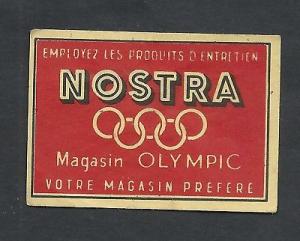 EMPLOYEZ LES PRODUITS D'ENTRETIEN
NOSTRA
Magasin OLYMPIC
VOTRE MAGASIN PREFERE